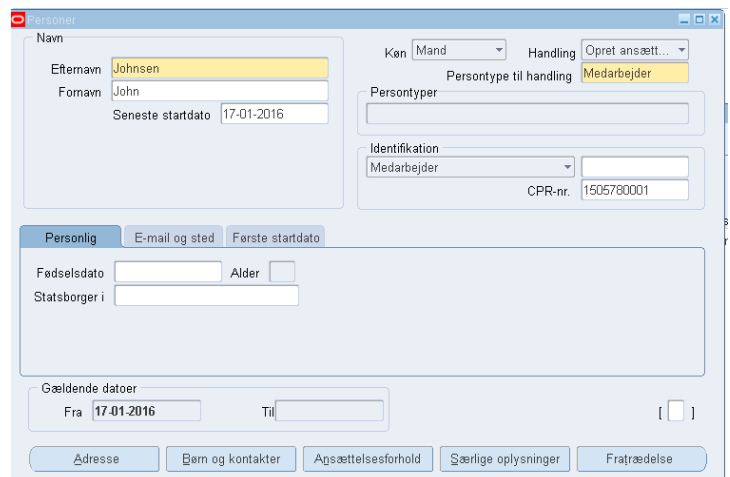 Personer
Navn
Efternavn Johnsen
Fornavn John
Seneste startdato 17-01-2016
Køn Mand Handling Opret ansætt...
Persontype til handling Medarbejder
Persontyper
Identifikation
Medarbejder
CPR-nr. 1505780001
Personlig E-mail og sted Første startdato
Fødselsdato Alder
Statsborger i
Gældende datoer
Fra 17-01-2016 Til
[ ]
Adresse Børn og kontakter Ansættelsesforhold Særlige oplysninger Fratrædelse